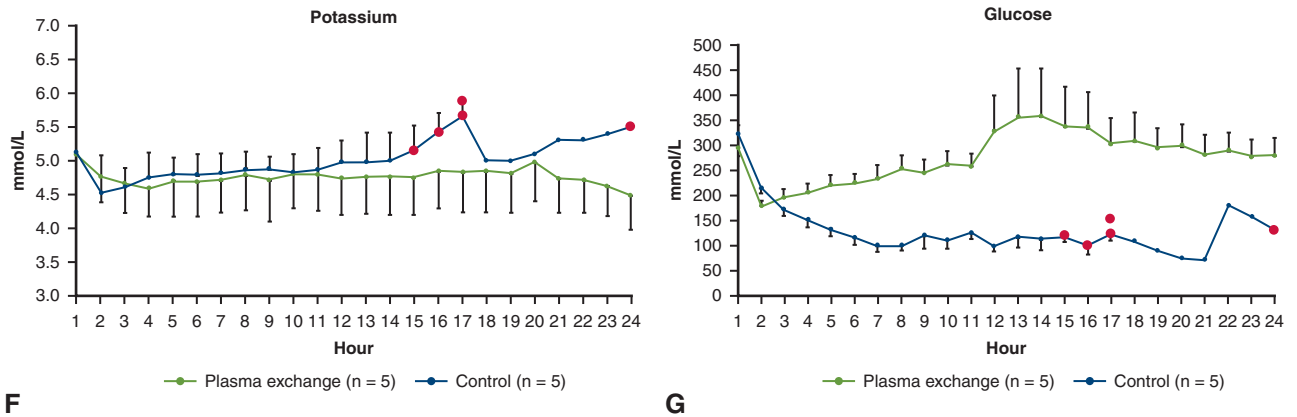 Potassium
7.0
6.5
6.0
5.5
5.0
4.5
4.0
3.5
3.0
mmol/L
1 2 3 4 5 6 7 8 9 10 11 12 13 14 15 16 17 18 19 20 21 22 23 24
Hour
Plasma exchange (n = 5) Control (n = 5)
F
Glucose
500
450
400
350
300
250
200
150
100
50
0
mmol/L
1 2 3 4 5 6 7 8 9 10 11 12 13 14 15 16 17 18 19 20 21 22 23 24
Hour
Plasma exchange (n = 5) Control (n = 5)
G